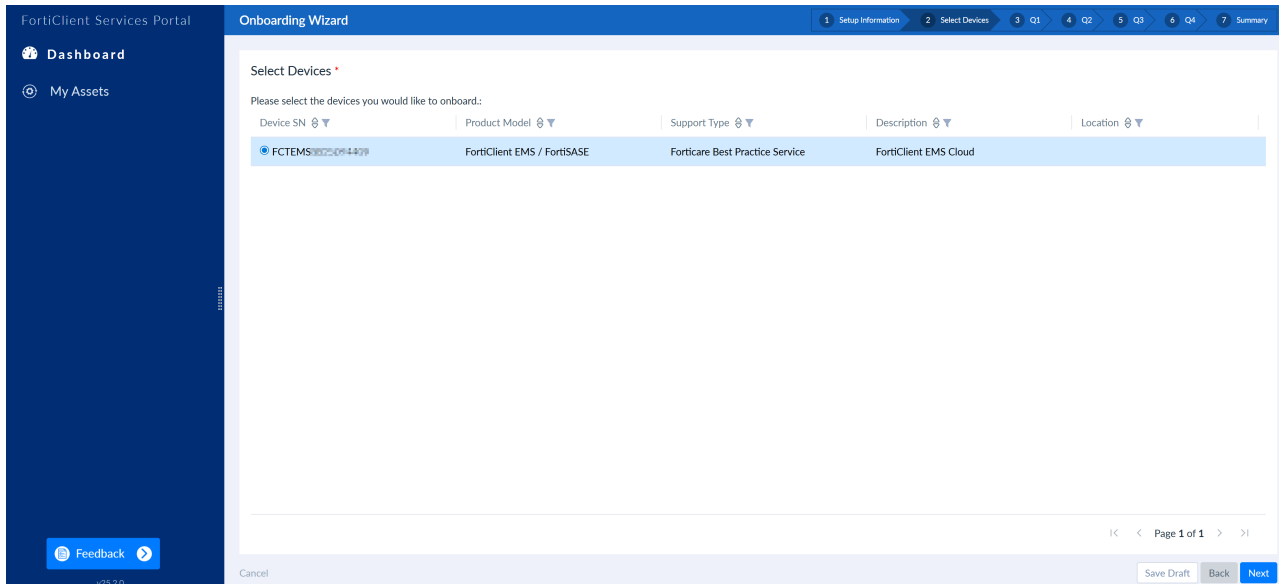 FortiClient Services Portal
Dashboard
My Assets
Feedback
v25.2.0
Onboarding Wizard
1 Setup Information 2 Select Devices 3 Q1 4 Q2 5 Q3 6 Q4 7 Summary
Select Devices *
Please select the devices you would like to onboard.:
Device SN Product Model Support Type Description Location
FCTEMS FortiClient EMS / FortiSASE Forticare Best Practice Service FortiClient EMS Cloud
Page 1 of 1
Cancel Save Draft Back Next